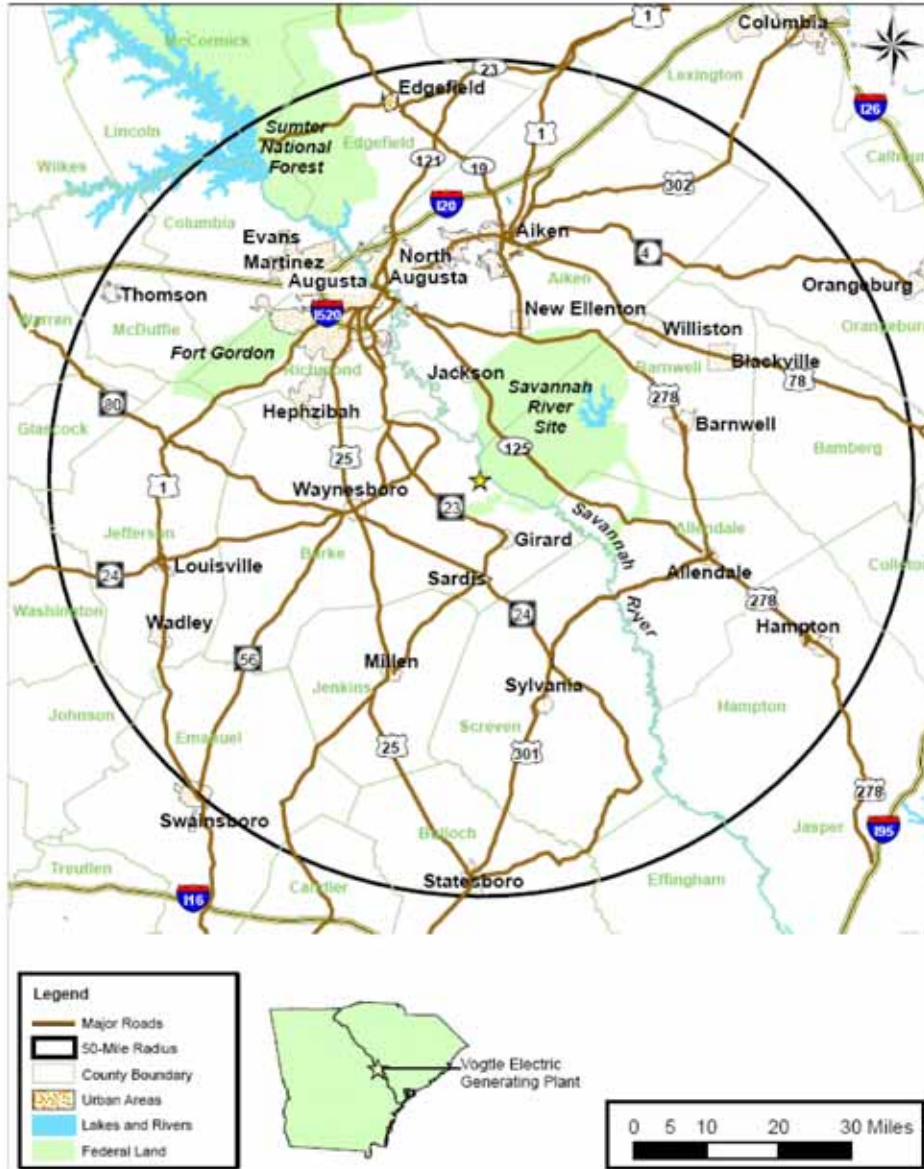 1
Columbia
McCormick
23
Lexington
Edgefield
I26
Lincoln
Sumter
National
Forest
Edgefield
1
Wilkes
121
19
Calhoun
302
I20
Columbia
Evans
Aiken
Martinez
North
Augusta
Augusta
4
Aiken
Orangeburg
Thomson
I520
New Ellenton
Warren
McDuffie
Williston
Orangeburg
Fort Gordon
Barnwell
Blackville
Richmond
Jackson
Savannah
River
Site
78
80
Hephzibah
278
Glascock
Barnwell
125
Bamberg
25
1
Waynesboro
23
Savannah
River
Jefferson
Girard
Allendale
Burke
24
Louisville
Sardis
Allendale
Washington
24
278
Wadley
Hampton
56
Millen
Jenkins
Sylvania
Johnson
Screven
Hampton
Emanuel
25
301
278
Swainsboro
Jasper
I95
Bulloch
Treutlen
Statesboro
Candler
Effingham
I16
Legend
Major Roads
50-Mile Radius
County Boundary
Urban Areas
Lakes and Rivers
Federal Land
Vogtle Electric
Generating Plant
0 5 10 20 30 Miles